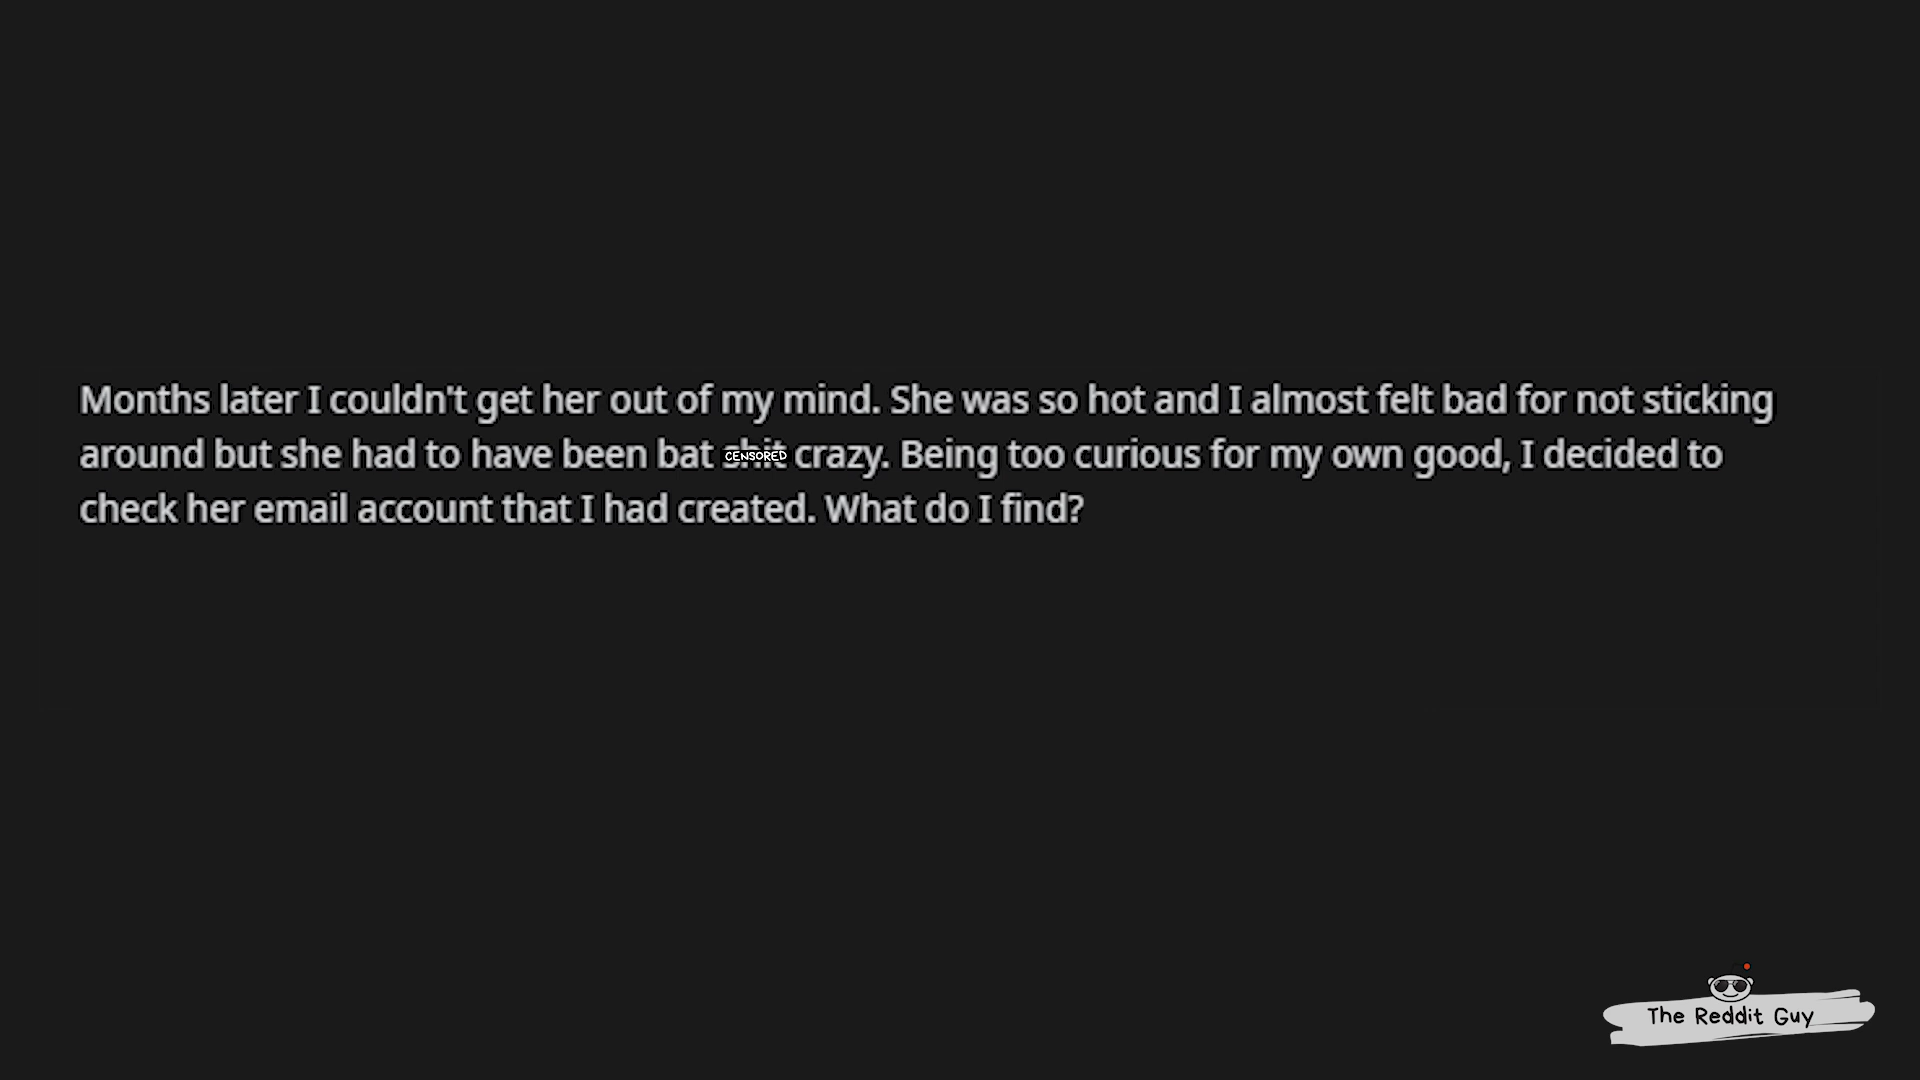 Months later I couldn't get her out of my mind. She was so hot and I almost felt bad for not sticking
around but she had to have been bat shit crazy. Being too curious for my own good, I decided to
check her email account that I had created. What do I find?
CENSORED
The Reddit Guy